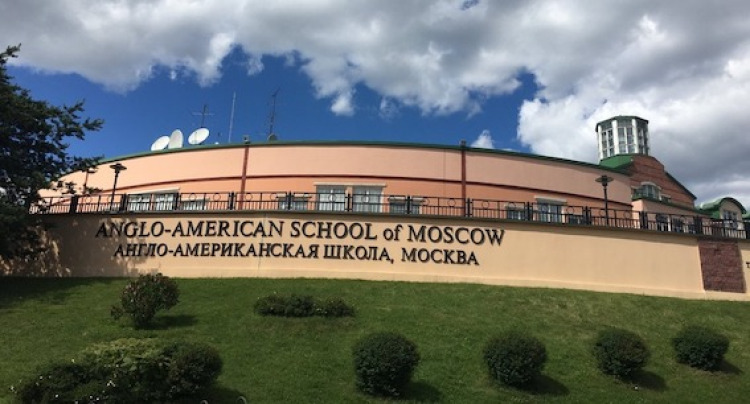 ANGLO-AMERICAN SCHOOL of MOSCOW
АНГЛО-АМЕРИКАНСКАЯ ШКОЛА, МОСКВА